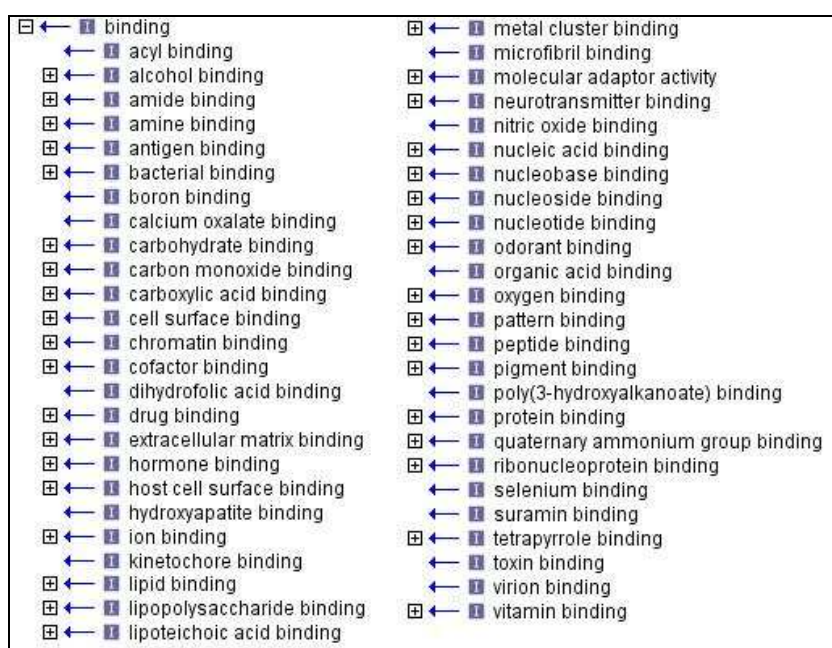 binding
acyl binding
alcohol binding
amide binding
amine binding
antigen binding
bacterial binding
boron binding
calcium oxalate binding
carbohydrate binding
carbon monoxide binding
carboxylic acid binding
cell surface binding
chromatin binding
cofactor binding
dihydrofolic acid binding
drug binding
extracellular matrix binding
hormone binding
host cell surface binding
hydroxyapatite binding
ion binding
kinetochore binding
lipid binding
lipopolysaccharide binding
lipoteichoic acid binding
metal cluster binding
microfibril binding
molecular adaptor activity
neurotransmitter binding
nitric oxide binding
nucleic acid binding
nucleobase binding
nucleoside binding
nucleotide binding
odorant binding
organic acid binding
oxygen binding
pattern binding
peptide binding
pigment binding
poly(3-hydroxyalkanoate) binding
protein binding
quaternary ammonium group binding
ribonucleoprotein binding
selenium binding
suramin binding
tetrapyrrole binding
toxin binding
virion binding
vitamin binding